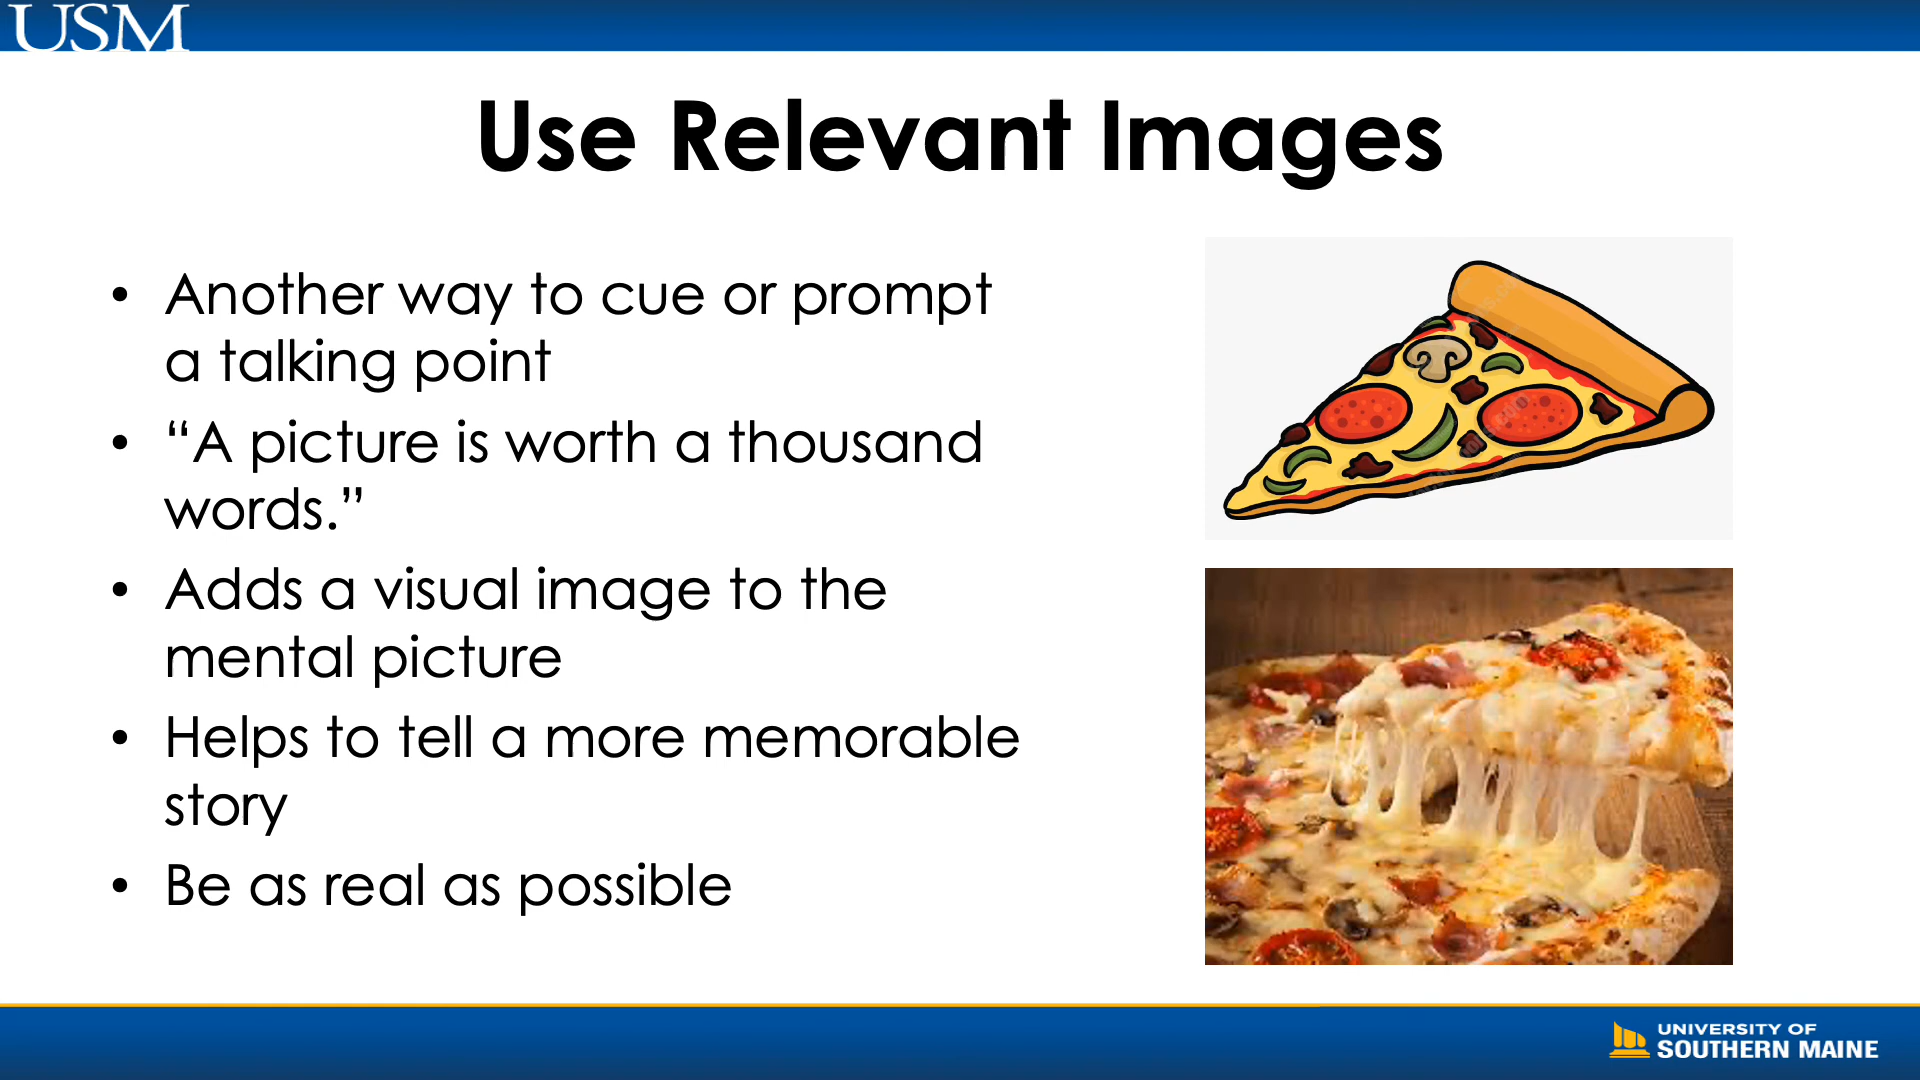 USM
Use Relevant Images
• Another way to cue or prompt
a talking point
• “A picture is worth a thousand
words.”
• Adds a visual image to the
mental picture
• Helps to tell a more memorable
story
• Be as real as possible
UNIVERSITY OF
SOUTHERN MAINE